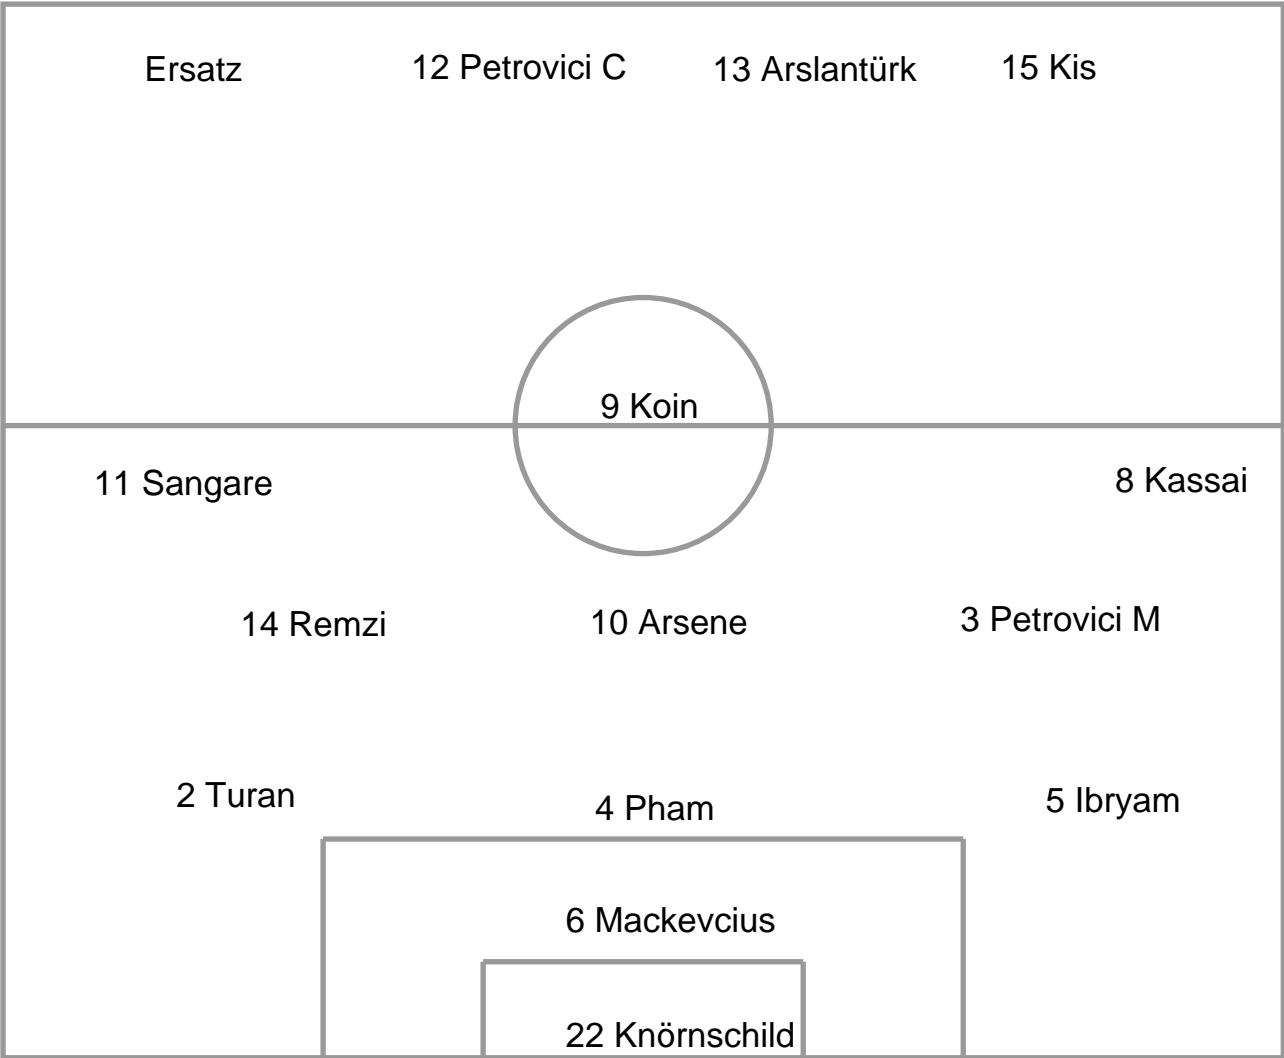 Ersatz 12 Petrovici C 13 Arslantürk 15 Kis
9 Koin
11 Sangare 8 Kassai
14 Remzi 10 Arsene 3 Petrovici M
2 Turan 4 Pham 5 Ibryam
6 Mackevcius
22 Knörnschild